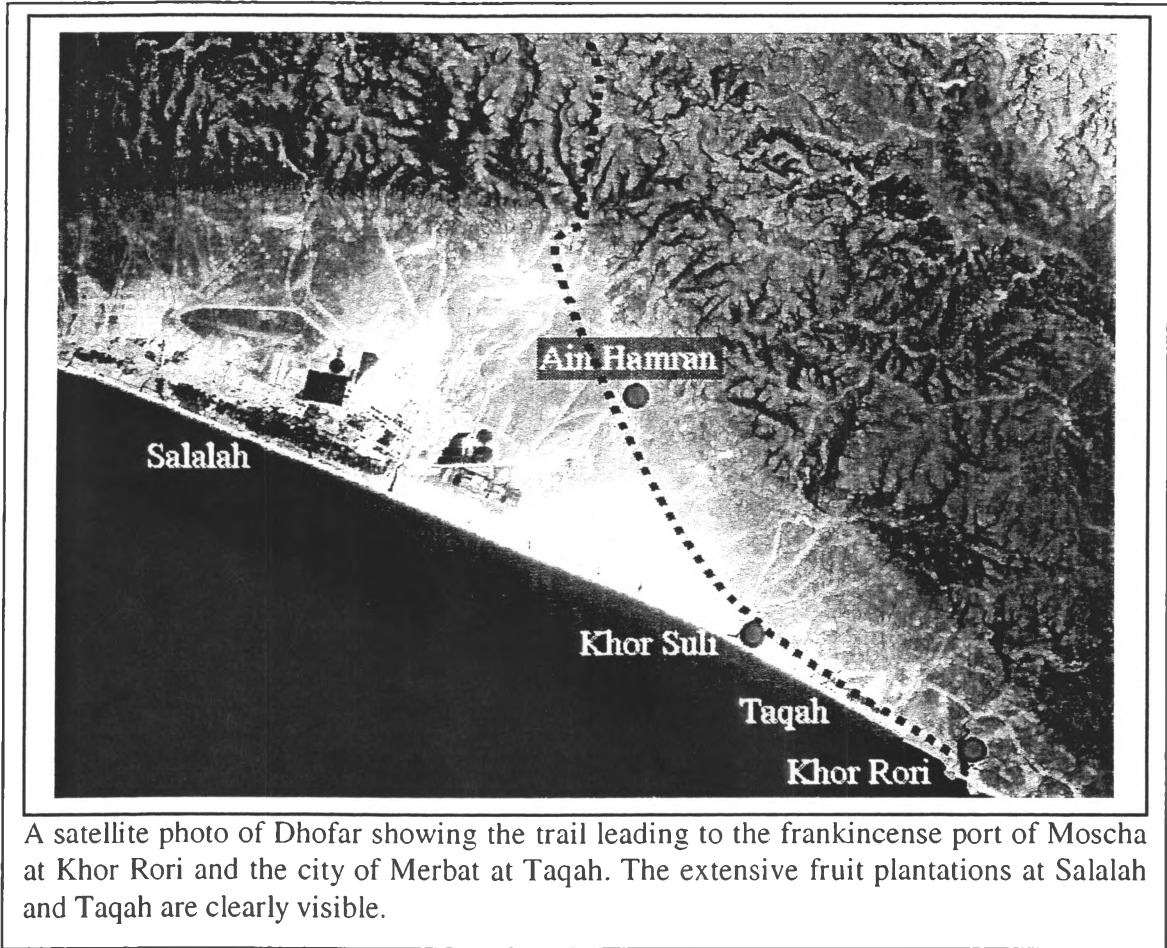 Ain Hamran
Salalah
Khor Suli
Taqah
Khor Rori
A satellite photo of Dhofar showing the trail leading to the frankincense port of Moscha
at Khor Rori and the city of Merbat at Taqah. The extensive fruit plantations at Salalah
and Taqah are clearly visible.